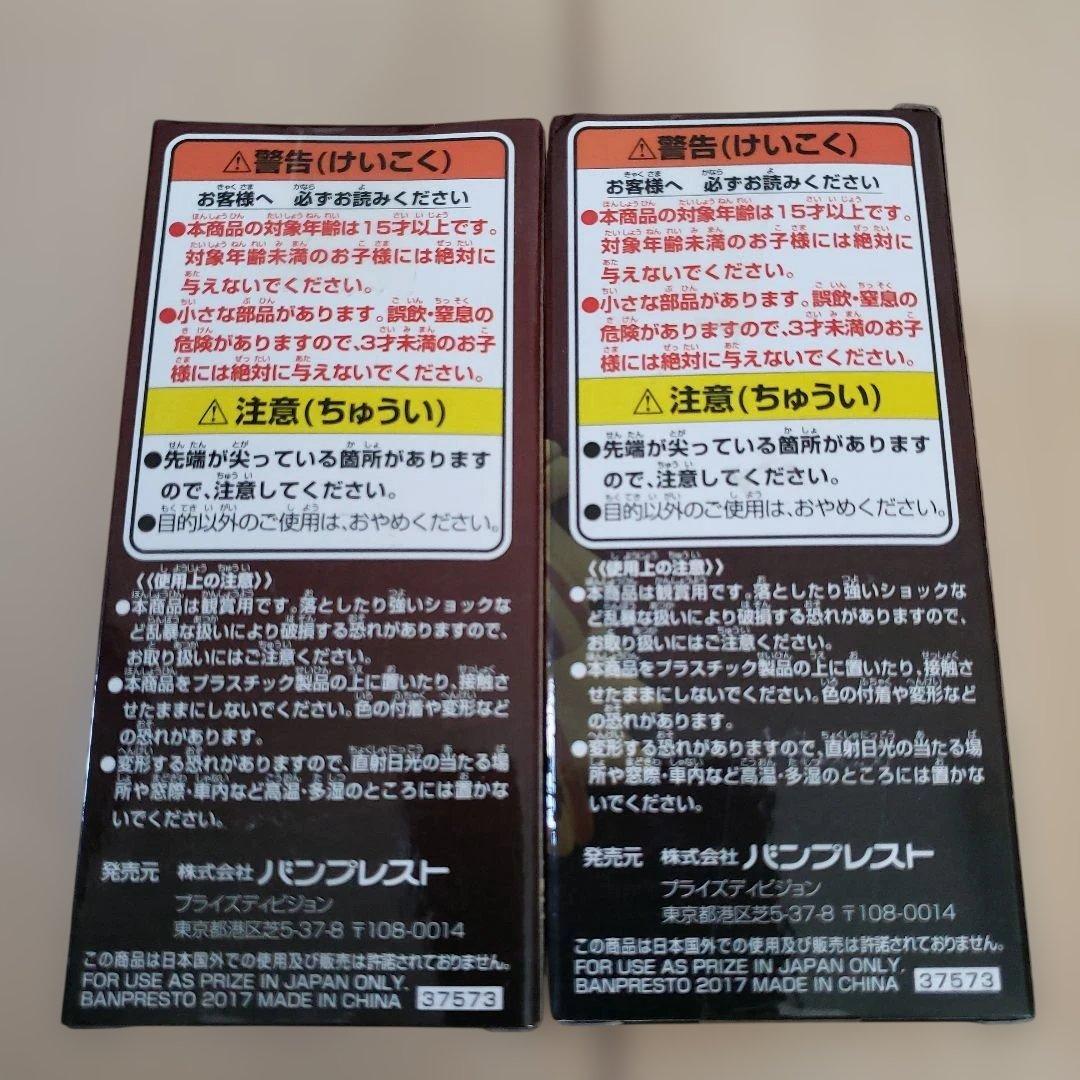 ⚠警告(けいこく)
お客様へ 必ずお読みください
●本商品の対象年齢は15才以上です。
対象年齢未満のお子様には絶対に
与えないでください。
●小さな部品があります。誤飲・窒息の
危険がありますので、3才未満のお子
様には絶対に与えないでください。
⚠注意(ちゅうい)
●先端が尖っている箇所があります
ので、注意してください。
●目的以外のご使用は、おやめください。
《使用上の注意》
●本商品は観賞用です。落としたり強いショックな
ど乱暴な扱いにより破損する恐れがありますので、
お取り扱いにはご注意ください。
●本商品をプラスチック製品の上に置いたり、接触さ
せたままにしないでください。色の付着や変形など
の恐れがあります。
●変形する恐れがありますので、直射日光の当たる場
所や窓際・車内など高温・多湿のところには置かな
いでください。
発売元 株式会社 バンプレスト
プライズディビジョン
東京都港区芝5-37-8 〒108-0014
この商品は日本国外での使用及び販売は許諾されておりません。
FOR USE AS PRIZE IN JAPAN ONLY.
BANPRESTO 2017 MADE IN CHINA 37573
⚠警告(けいこく)
お客様へ 必ずお読みください
●本商品の対象年齢は15才以上です。
対象年齢未満のお子様には絶対に
与えないでください。
●小さな部品があります。誤飲・窒息の
危険がありますので、3才未満のお子
様には絶対に与えないでください。
⚠注意(ちゅうい)
●先端が尖っている箇所があります
ので、注意してください。
●目的以外のご使用は、おやめください。
《使用上の注意》
●本商品は観賞用です。落としたり強いショックな
ど乱暴な扱いにより破損する恐れがありますので、
お取り扱いにはご注意ください。
●本商品をプラスチック製品の上に置いたり、接触さ
せたままにしないでください。色の付着や変形など
の恐れがあります。
●変形する恐れがありますので、直射日光の当たる場
所や窓際・車内など高温・多湿のところには置かな
いでください。
発売元 株式会社 バンプレスト
プライズディビジョン
東京都港区芝5-37-8 〒108-0014
この商品は日本国外での使用及び販売は許諾されておりません。
FOR USE AS PRIZE IN JAPAN ONLY.
BANPRESTO 2017 MADE IN CHINA 37573